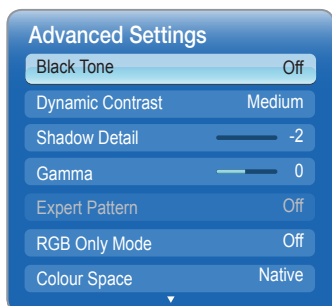 Advanced Settings
Black Tone Off
Dynamic Contrast Medium
Shadow Detail -2
Gamma 0
Expert Pattern Off
RGB Only Mode Off
Colour Space Native